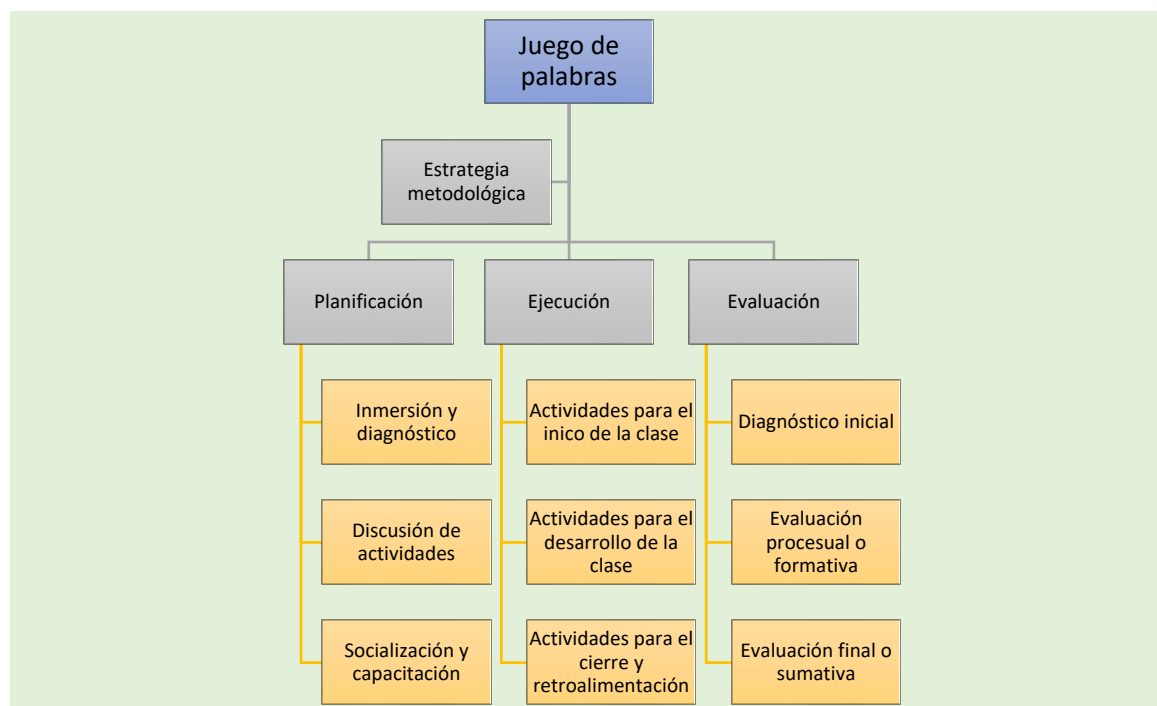 Juego de
palabras
Estrategia
metodológica
Planificación
Ejecución
Evaluación
Inmersión y
diagnóstico
Actividades para el
inico de la clase
Diagnóstico inicial
Discusión de
actividades
Actividades para el
desarrollo de la
clase
Evaluación
procesual o
formativa
Socialización y
capacitación
Actividades para el
cierre y
retroalimentación
Evaluación final o
sumativa